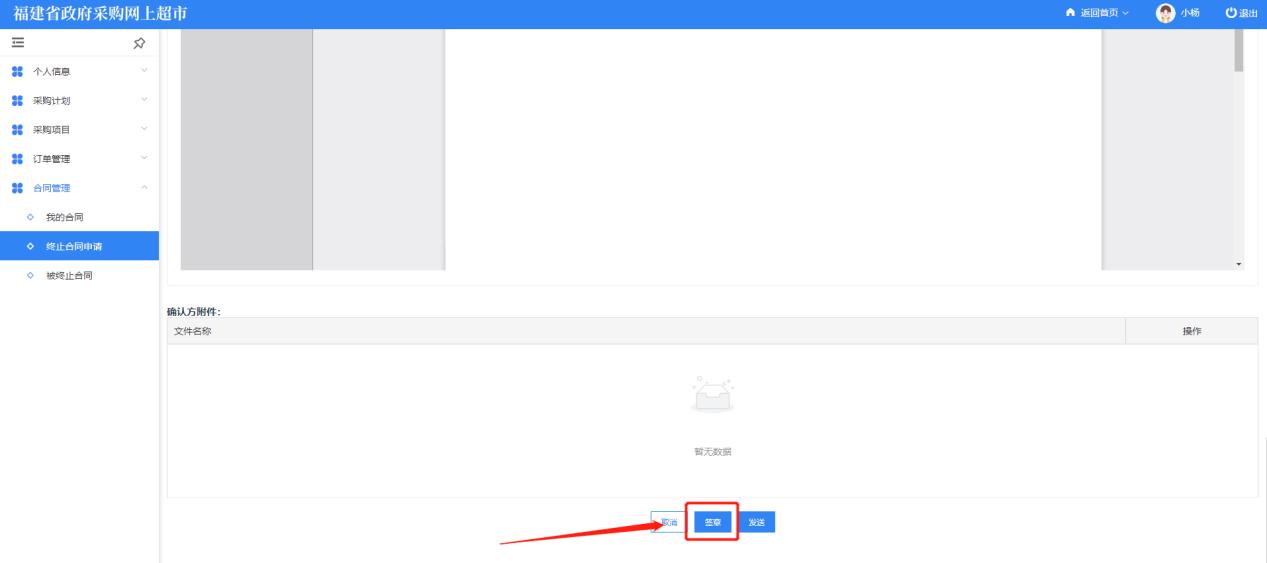 福建省政府采购网上超市
返回首页
小杨
退出
个人信息
采购计划
采购项目
订单管理
合同管理
我的合同
终止合同申请
被终止合同
确认方附件：
文件名称
操作
暂无数据
取消
签章
发送